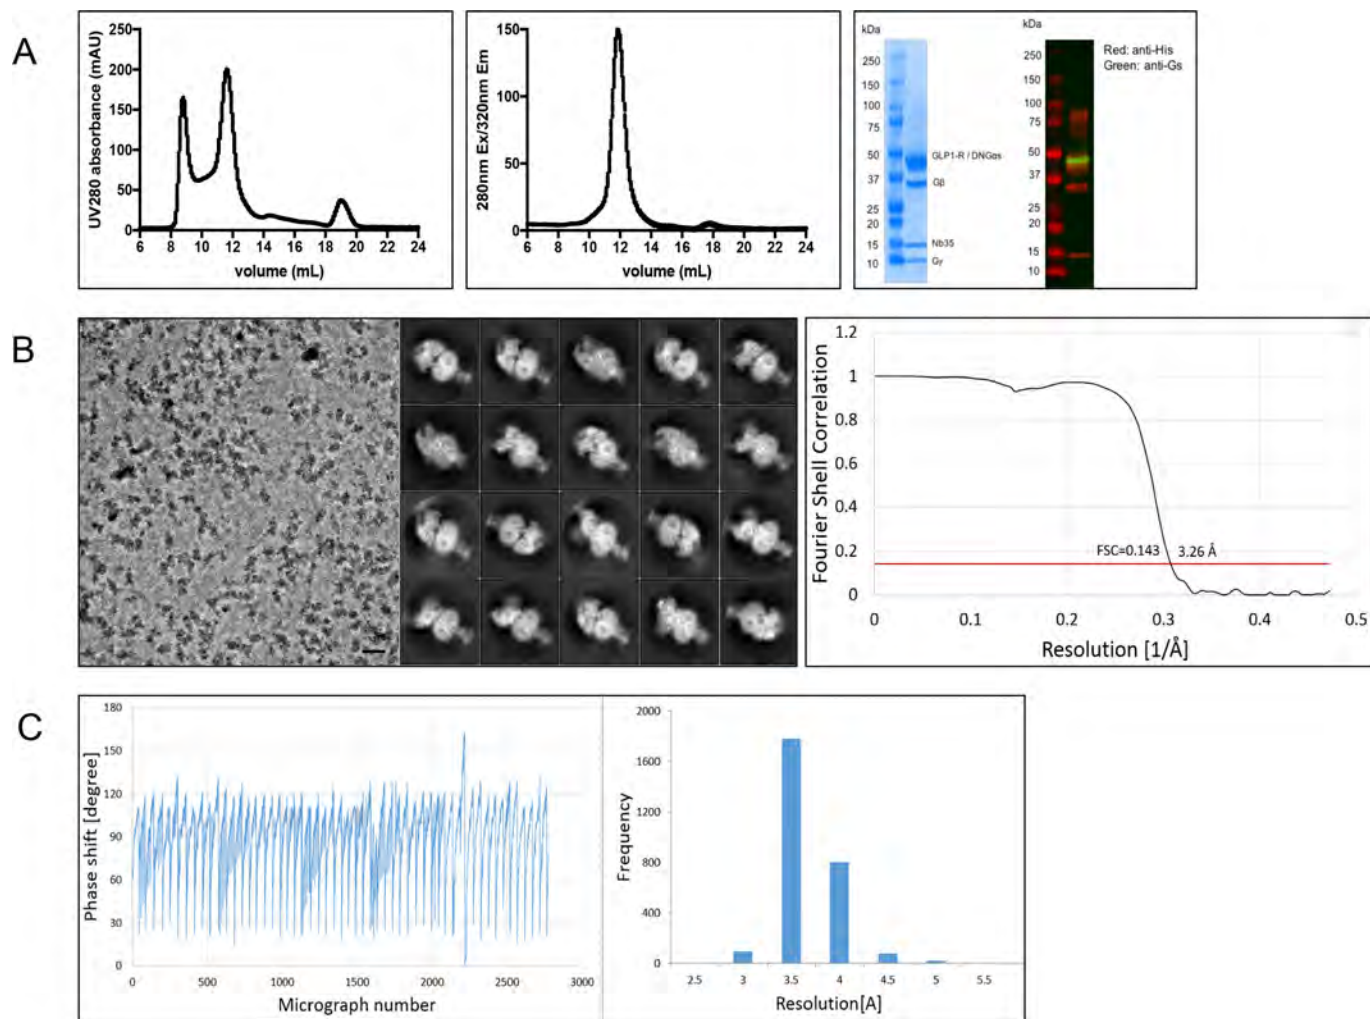 A
UV280 absorbance (mAU)
250
200
150
100
50
0
6 8 10 12 14 16 18 20 22 24
volume (mL)
280nm Ex/320nm Em
150
100
50
0
6 8 10 12 14 16 18 20 22 24
volume (mL)
kDa
250
150
100
75
50
37
25
20
15
10
GLP1-R / DNGαs
Gβ
Nb35
Gγ
kDa
250
150
100
75
50
37
25
20
15
10
Red: anti-His
Green: anti-Gs
B
Fourier Shell Correlation
1.2
1
0.8
0.6
0.4
0.2
0
FSC=0.143 3.26 Å
0 0.1 0.2 0.3 0.4 0.5
Resolution [1/Å]
C
Phase shift [degree]
180
150
120
90
60
30
0
0 500 1000 1500 2000 2500 3000
Micrograph number
Frequency
2000
1600
1200
800
400
0
2.5 3 3.5 4 4.5 5 5.5
Resolution[A]